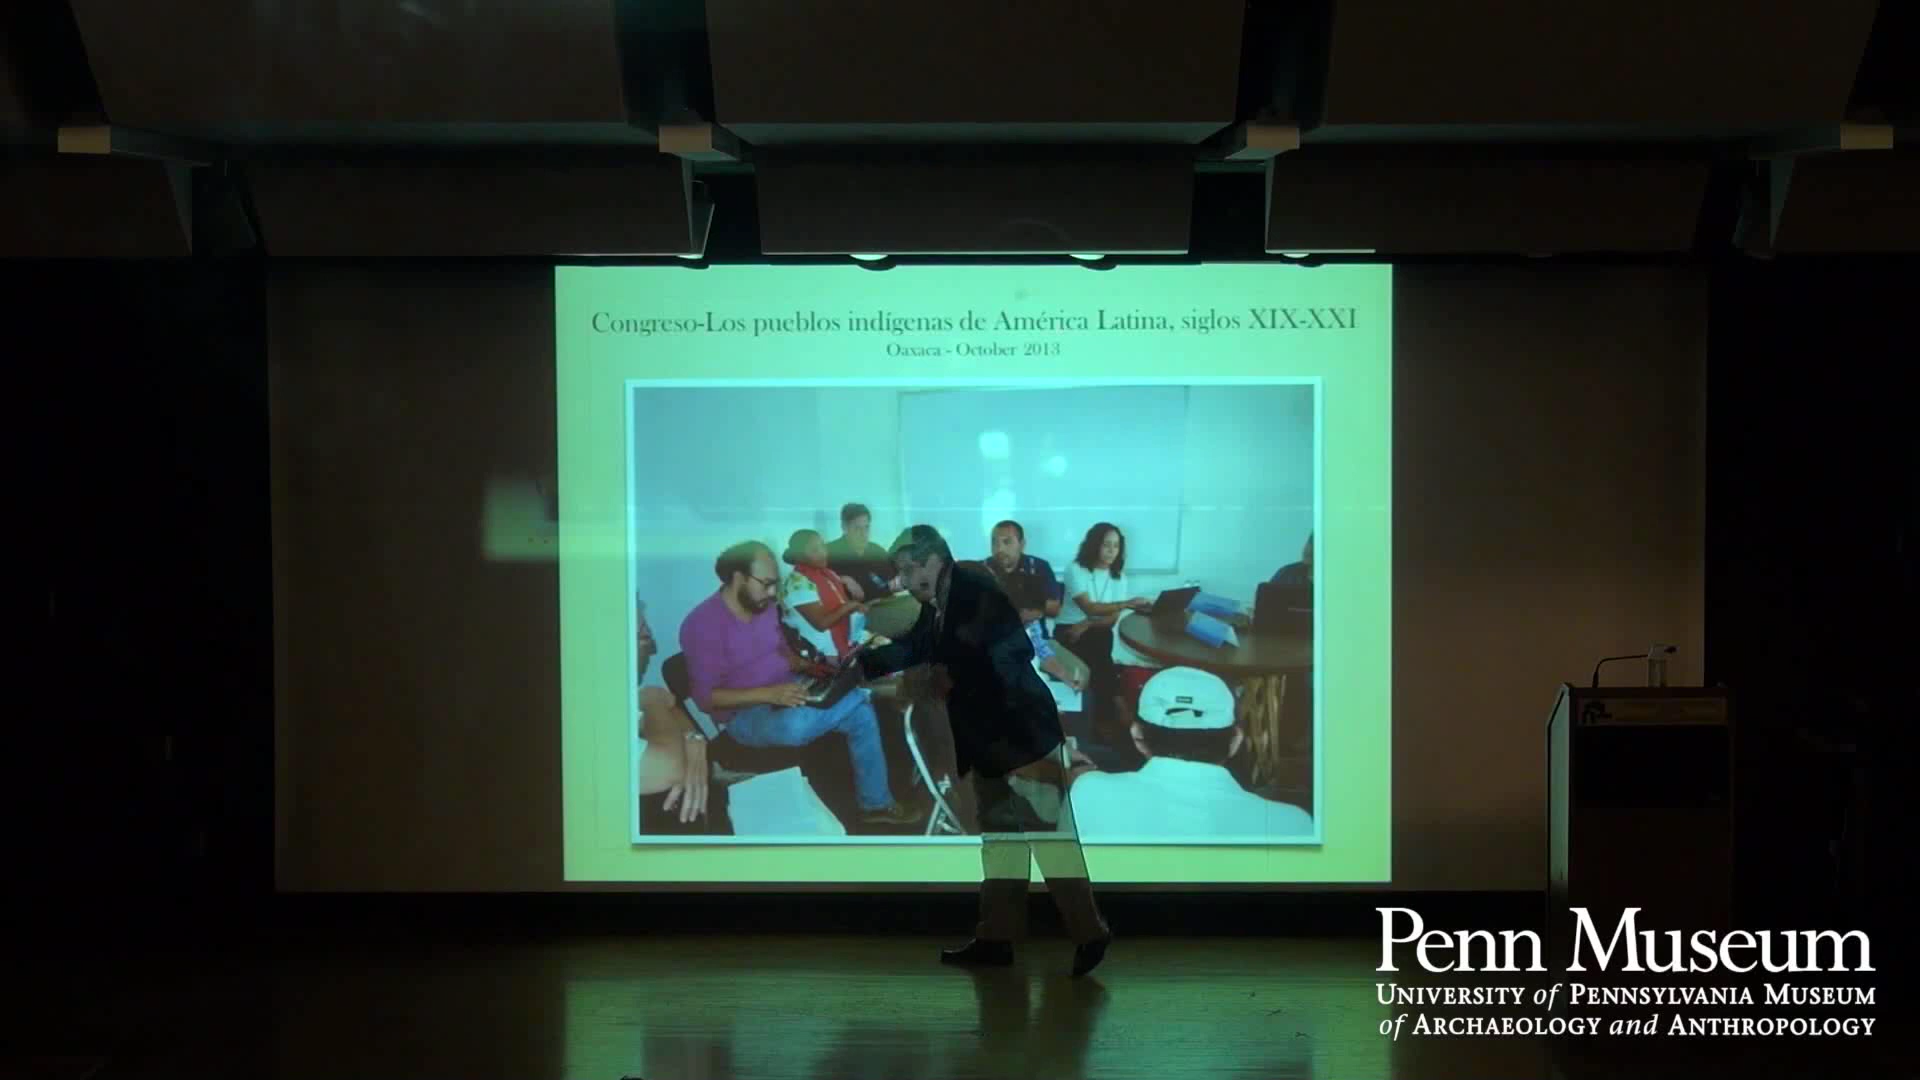 Congreso-Los pueblos indígenas de América Latina, siglos XIX-XXI
Oaxaca - October 2013
Penn Museum
University of Pennsylvania Museum
of Archaeology and Anthropology